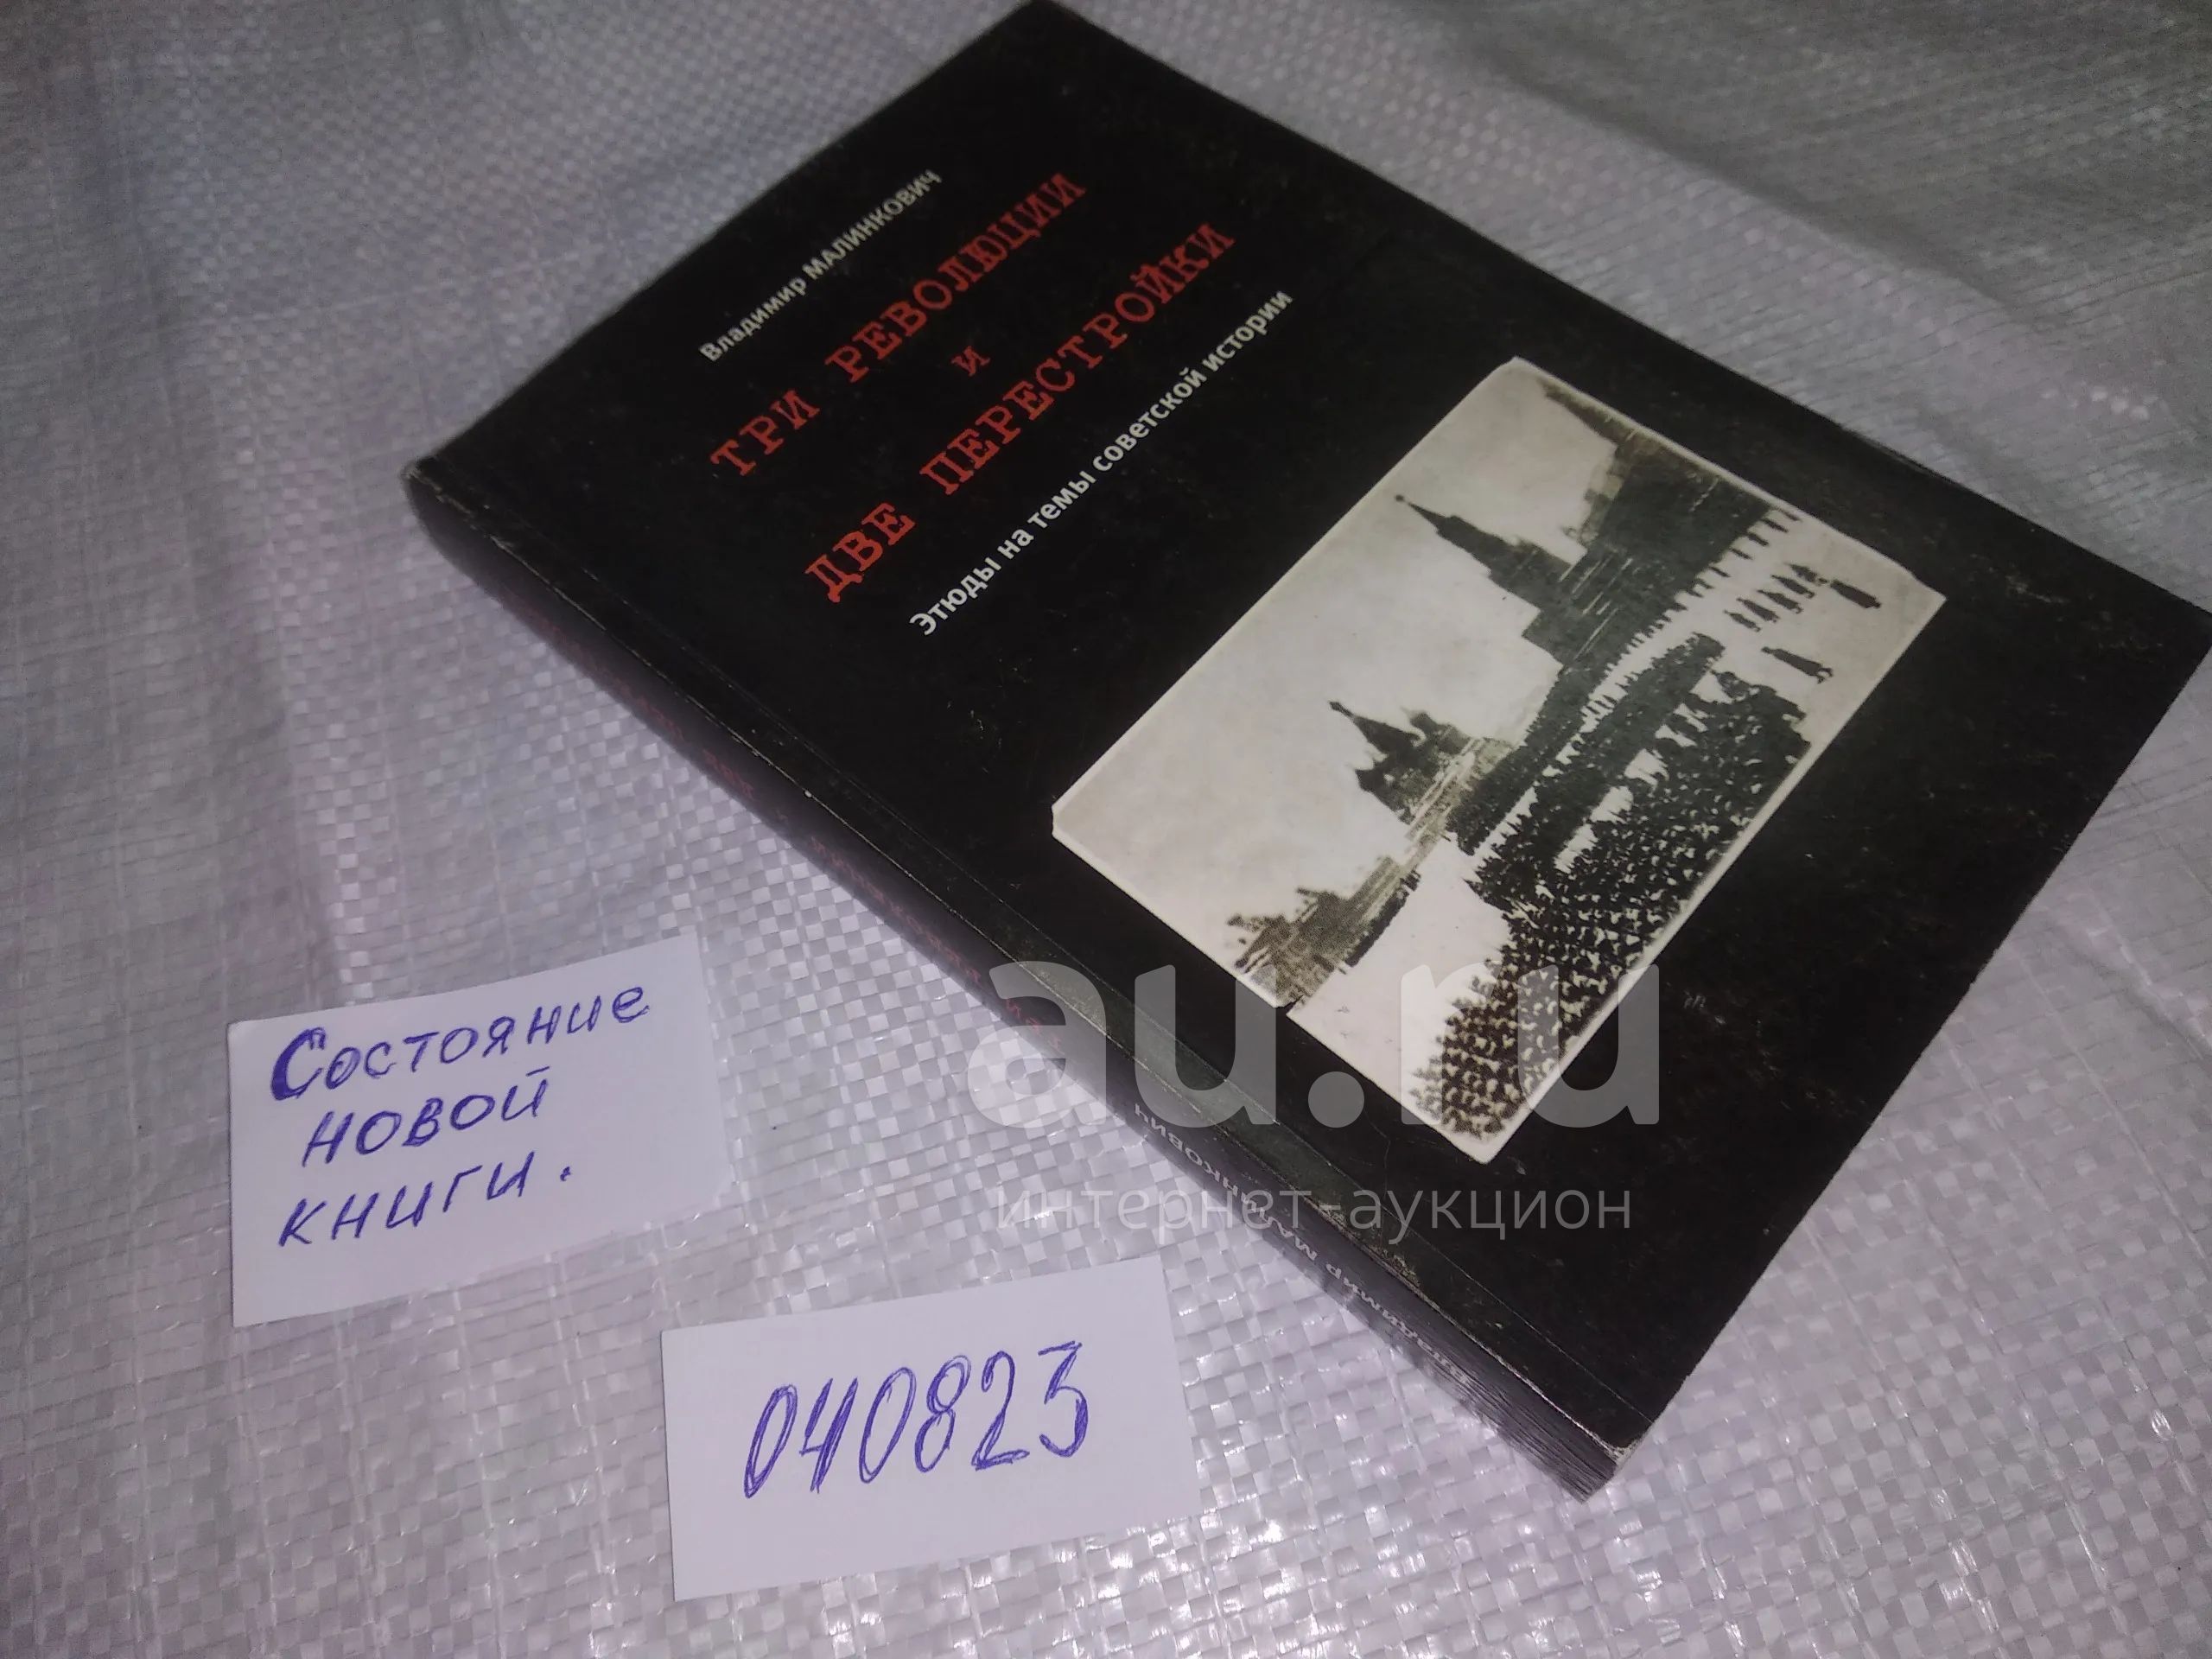 Владимир МАЛИНКОВИЧ
ТРИ РЕВОЛЮЦИИ
И
ДВЕ ПЕРЕСТРОЙКИ
Этюды на темы советской истории
Состояние
новой
книги.
040823
au.ru
интернет-аукцион